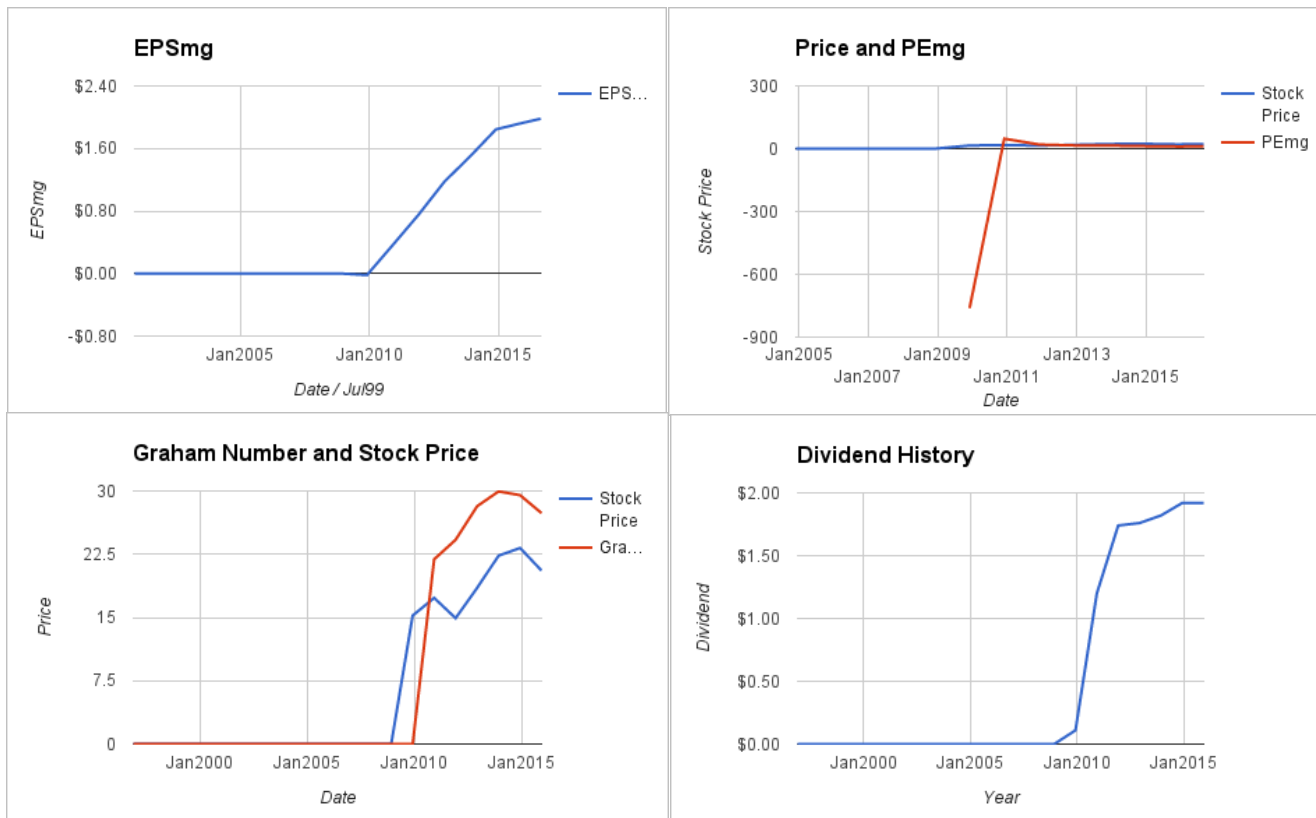 EPSmg
$2.40
$1.60
$0.80
$0.00
-$0.80
EPSmg
Jan2005
Jan2010
Jan2015
Date / Jul99
EPS...
Price and PEmg
300
0
-300
-600
-900
Stock Price
Jan2005
Jan2007
Jan2009
Jan2011
Jan2013
Jan2015
Date
Stock
Price
PEmg
Graham Number and Stock Price
30
22.5
15
7.5
0
Price
Jan2000
Jan2005
Jan2010
Jan2015
Date
Stock
Price
Gra...
Dividend History
$2.00
$1.50
$1.00
$0.50
$0.00
Dividend
Jan2000
Jan2005
Jan2010
Jan2015
Year